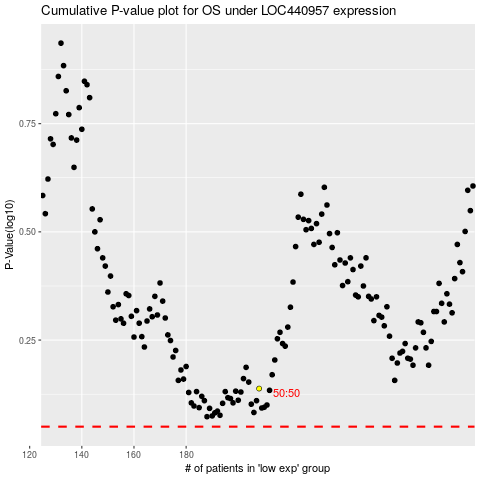 Cumulative P-value plot for OS under LOC440957 expression
P-Value(log10)
0.75
0.50
0.25
50:50
120 140 160 180
# of patients in 'low exp' group